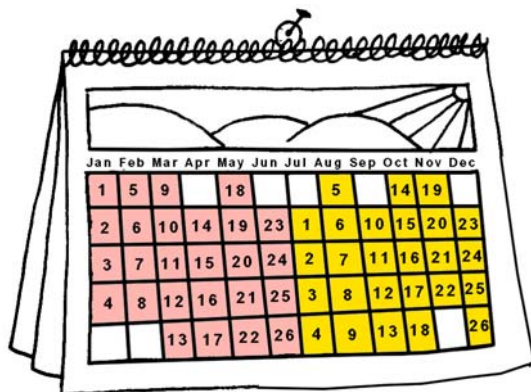 Jan Feb Mar Apr May Jun Jul Aug Sep Oct Nov Dec
1 5 9 18 5 14 19
2 6 10 14 19 23 1 6 10 15 20 23
3 7 11 15 20 24 2 7 11 16 21 24
4 8 12 16 21 25 3 8 12 17 22 25
13 17 22 26 4 9 13 18 26